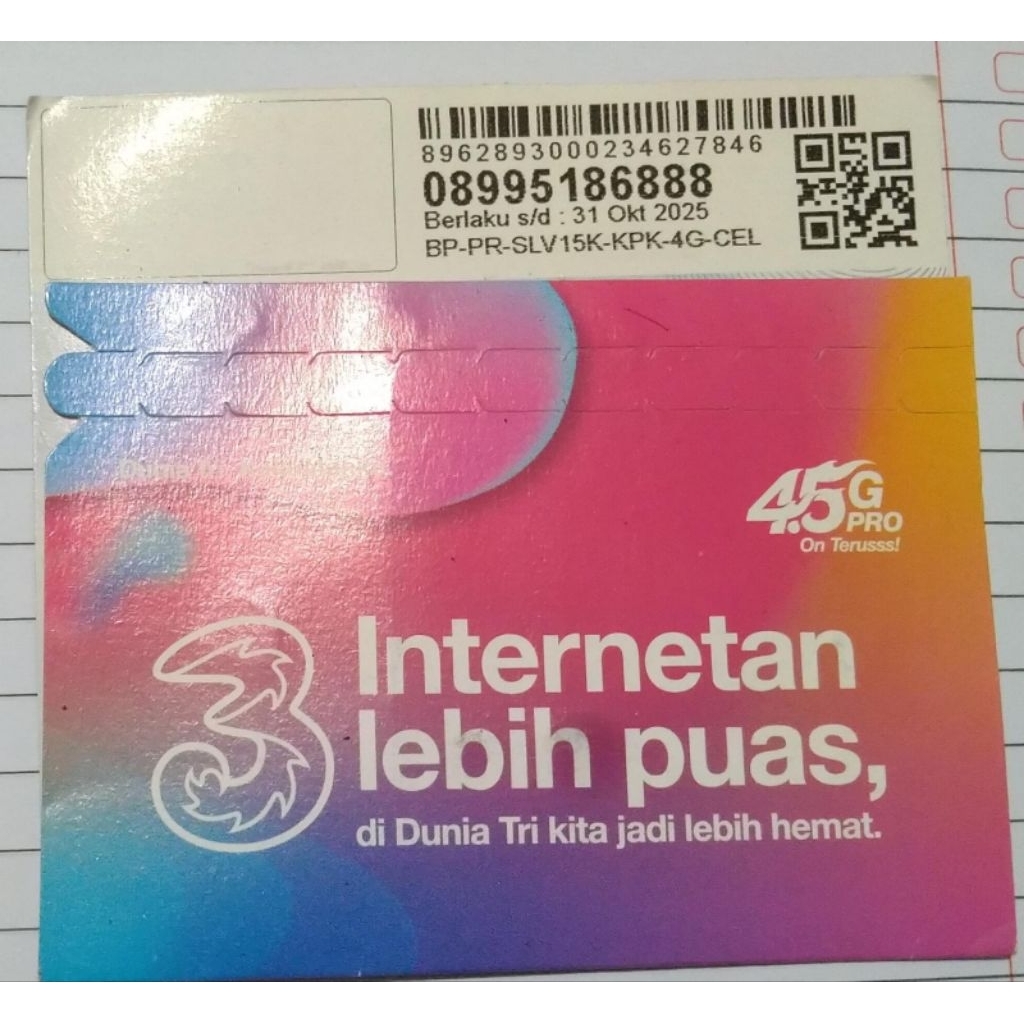 8962893000234627846
08995186888
Berlaku s/d : 31 Okt 2025
BP-PR-SLV15K-KPK-4G-CEL
4.5G
PRO
On Terusss!
3
Internetan
lebih puas,
di Dunia Tri kita jadi lebih hemat.